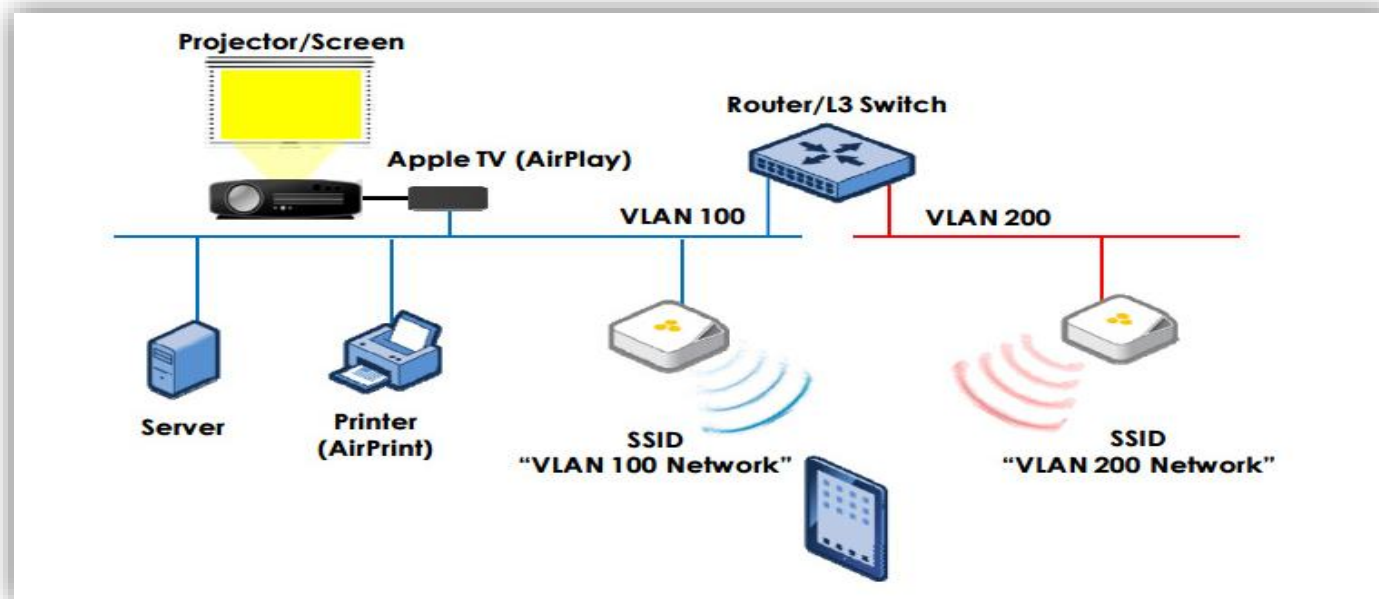 Projector/Screen
Router/L3 Switch
Apple TV (AirPlay)
VLAN 100
VLAN 200
Server
Printer
(AirPrint)
SSID
“VLAN 100 Network”
SSID
“VLAN 200 Network”